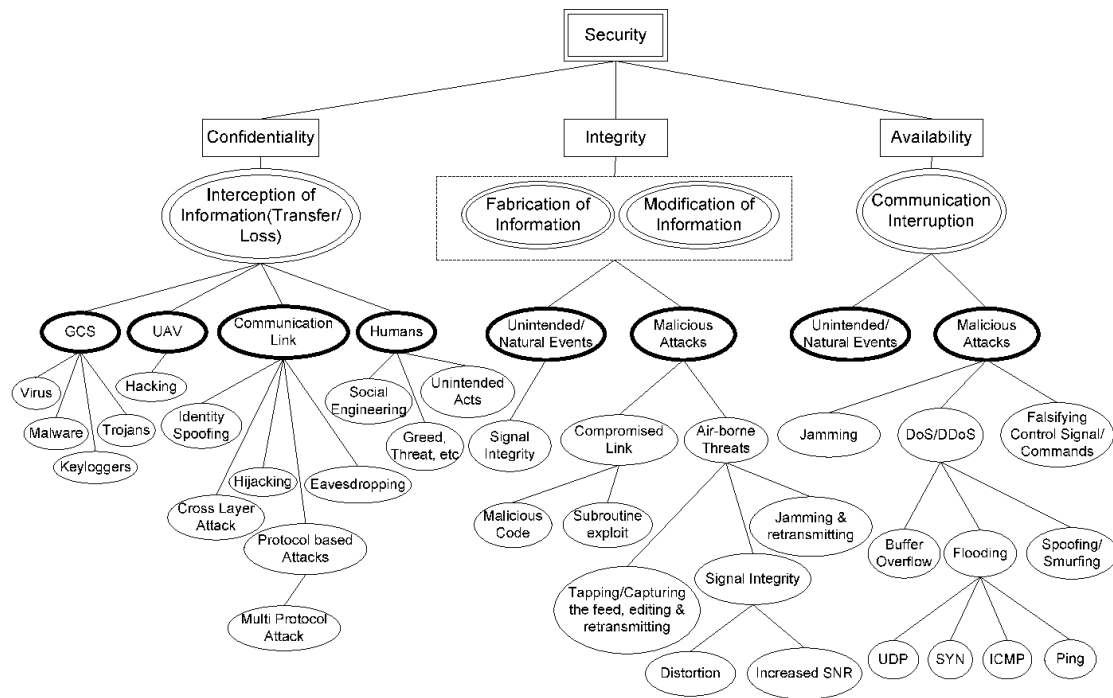 Security
Confidentiality
Integrity
Availability
Interception of
Information(Transfer/
Loss)
Fabrication of
Information
Modification of
Information
Communication
Interruption
GCS
UAV
Communication
Link
Humans
Unintended/
Natural Events
Malicious
Attacks
Unintended/
Natural Events
Malicious
Attacks
Virus
Malware
Keyloggers
Trojans
Hacking
Identity
Spoofing
Cross Layer
Attack
Hijacking
Protocol based
Attacks
Multi Protocol
Attack
Eavesdropping
Social
Engineering
Greed,
Threat, etc
Unintended
Acts
Signal
Integrity
Compromised
Link
Air-borne
Threats
Malicious
Code
Subroutine
exploit
Tapping/Capturing
the feed, editing &
retransmitting
Signal Integrity
Jamming &
retransmitting
Distortion
Increased SNR
Jamming
DoS/DDoS
Falsifying
Control Signal/
Commands
Buffer
Overflow
Flooding
Spoofing/
Smurfing
UDP
SYN
ICMP
Ping